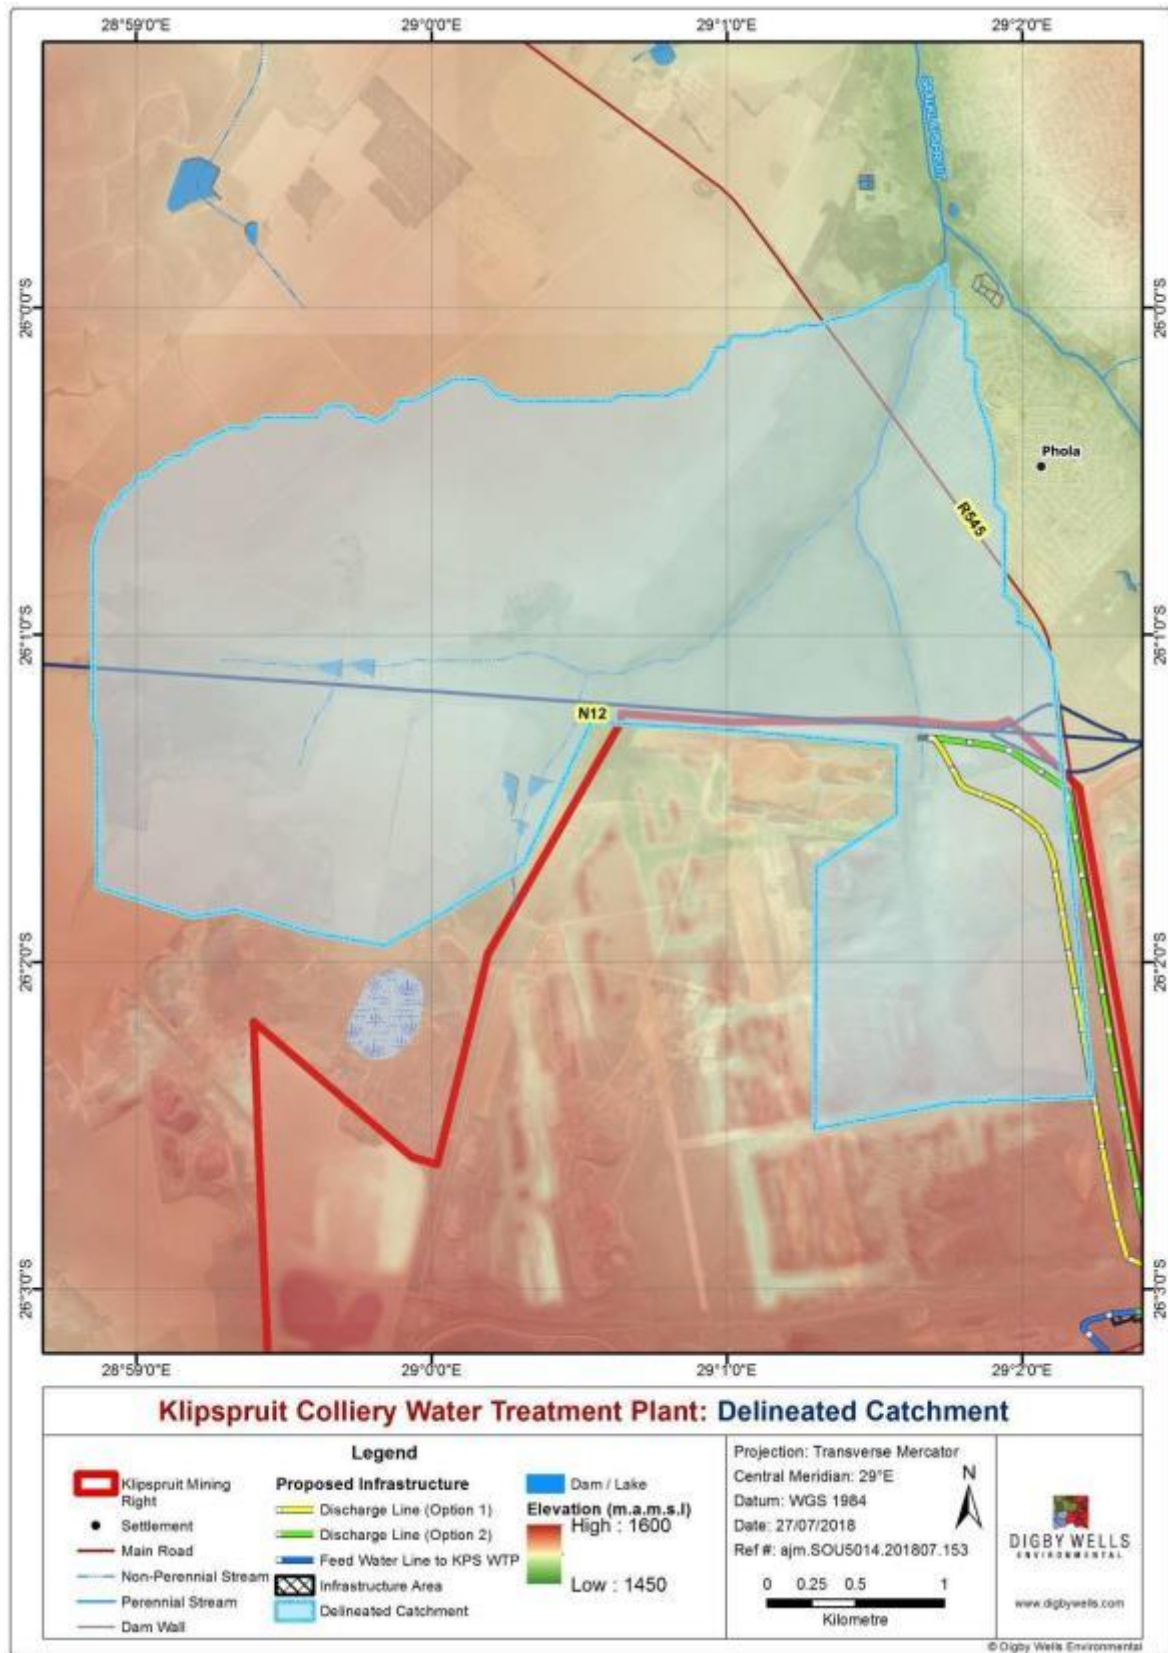 28°59'0"E 29°0'0"E 29°1'0"E 29°2'0"E
26°0'0"S 26°0'0"S
Phola
R545
26°1'0"S 26°1'0"S
N12
26°2'0"S 26°2'0"S
26°3'0"S 26°3'0"S
28°59'0"E 29°0'0"E 29°1'0"E 29°2'0"E
Klipspruit Colliery Water Treatment Plant: Delineated Catchment
Legend
Klipspruit Mining
Right
Settlement
Main Road
Non-Perennial Stream
Perennial Stream
Dam Wall
Proposed Infrastructure
Discharge Line (Option 1)
Discharge Line (Option 2)
Feed Water Line to KPS WTP
Infrastructure Area
Delineated Catchment
Dam / Lake
Elevation (m.a.m.s.l)
High : 1600
Low : 1450
Projection: Transverse Mercator
Central Meridian: 29°E
Datum: WGS 1984
Date: 27/07/2018
Ref #: ajm.SOU5014.201807.153
N
0 0.25 0.5 1
Kilometre
DIGBY WELLS
ENVIRONMENTAL
www.digbywells.com
© Digby Wells Environmental